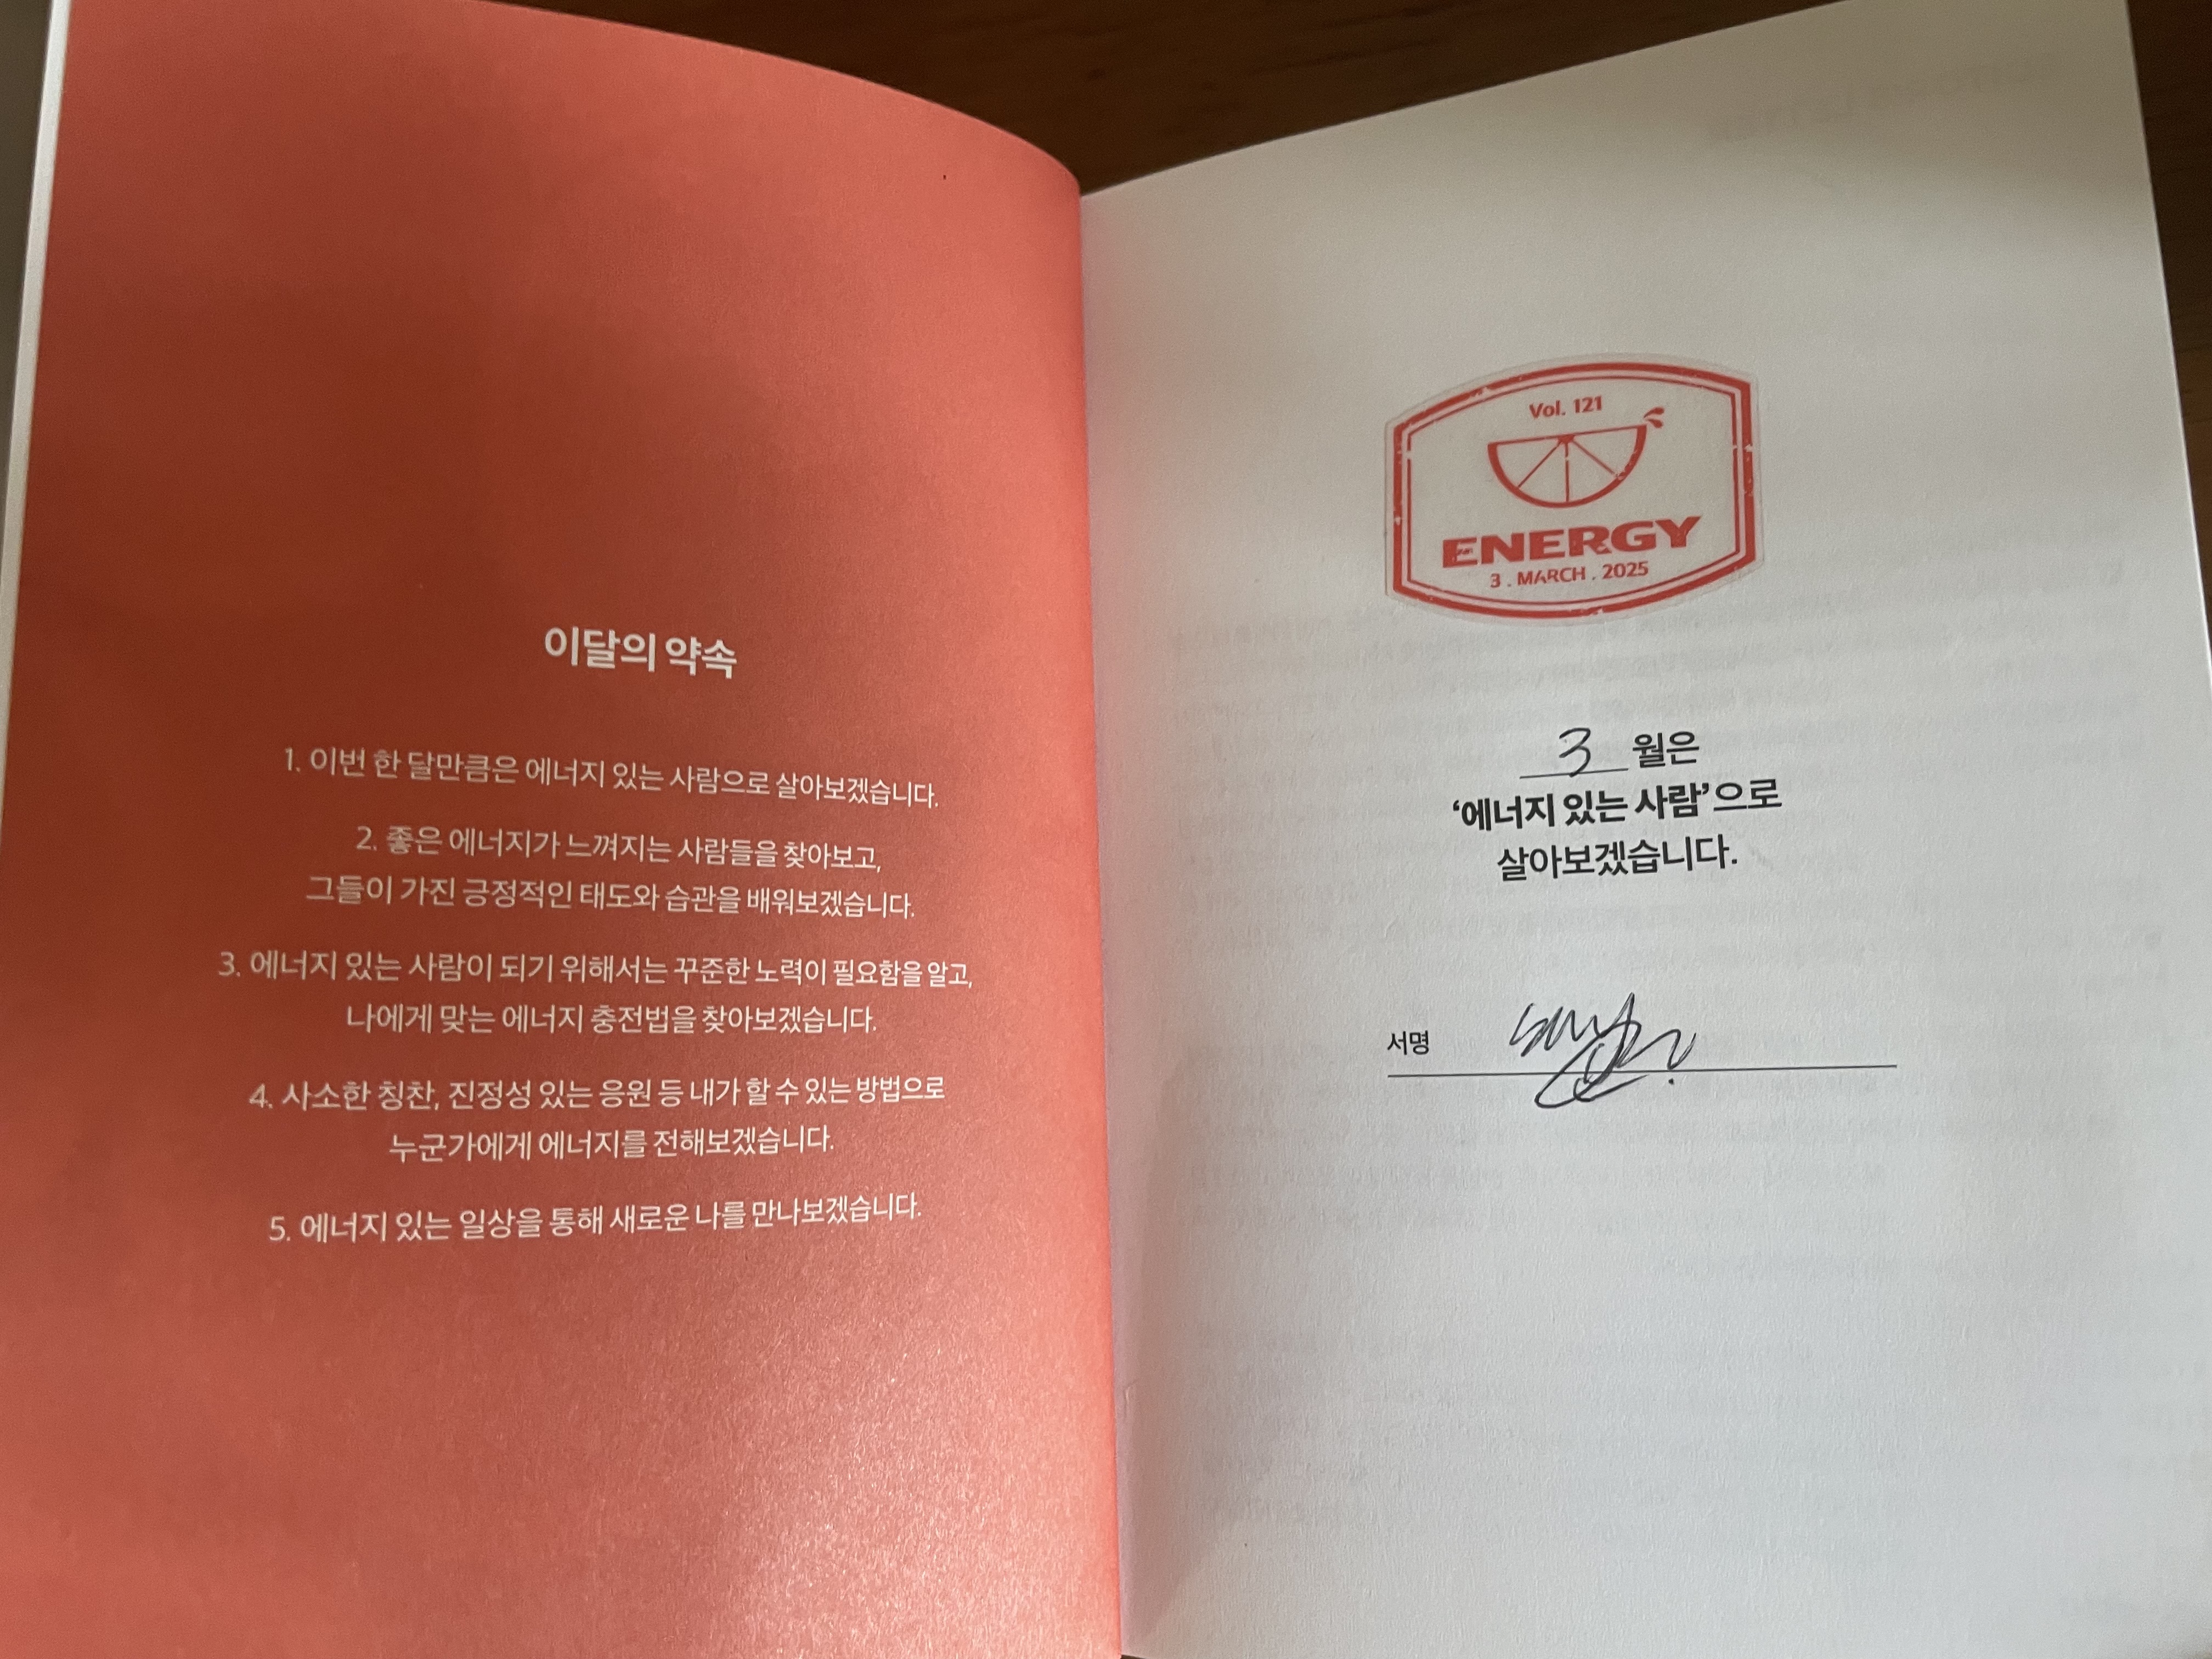 이달의 약속
1. 이번 한 달만큼은 에너지 있는 사람으로 살아보겠습니다.
2. 좋은 에너지가 느껴지는 사람들을 찾아보고,
그들이 가진 긍정적인 태도와 습관을 배워보겠습니다.
3. 에너지 있는 사람이 되기 위해서는 꾸준한 노력이 필요함을 알고,
나에게 맞는 에너지 충전법을 찾아보겠습니다.
4. 사소한 칭찬, 진정성 있는 응원 등 내가 할 수 있는 방법으로
누군가에게 에너지를 전해보겠습니다.
5. 에너지 있는 일상을 통해 새로운 나를 만나보겠습니다.
Vol. 121
ENERGY
3 . MARCH . 2025
3 월은
‘에너지 있는 사람’으로
살아보겠습니다.
서명